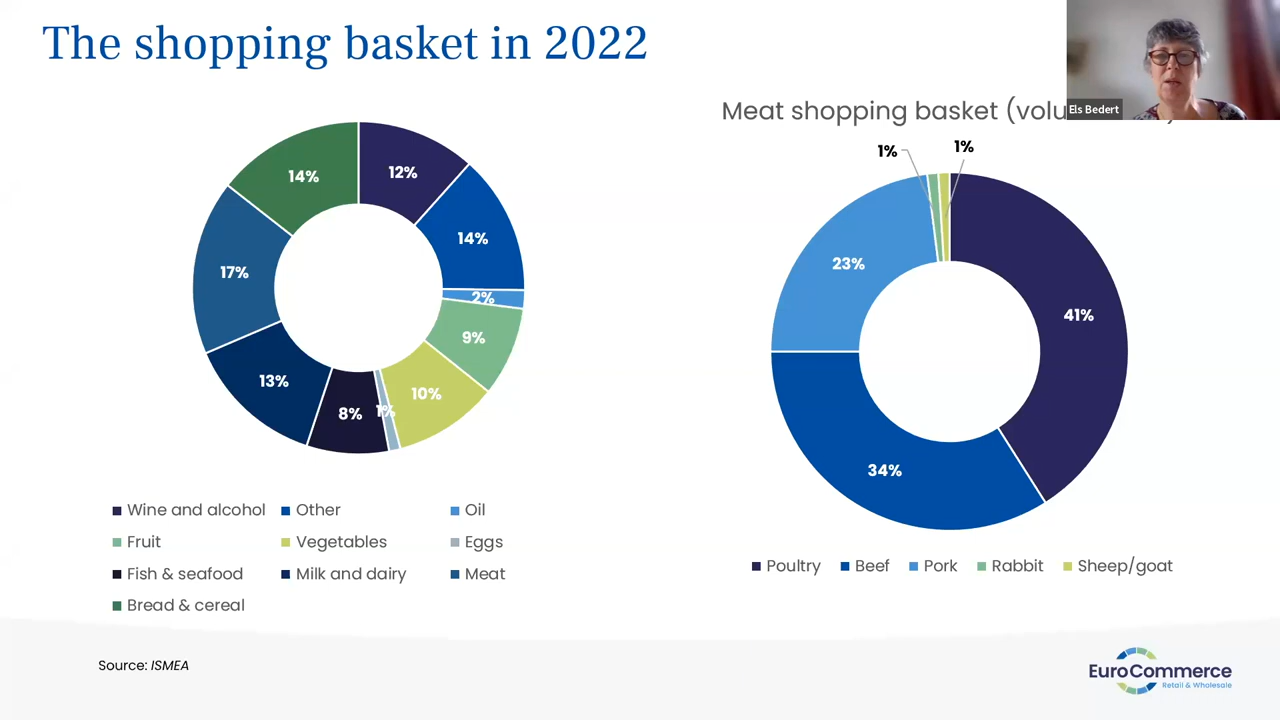 The shopping basket in 2022
Els Bedert
Meat shopping basket
14%
12%
14%
2%
9%
10%
1%
8%
13%
17%
Wine and alcohol
Other
Oil
Fruit
Vegetables
Eggs
Fish & seafood
Milk and dairy
Meat
Bread & cereal
1%
1%
23%
41%
34%
Poultry
Beef
Pork
Rabbit
Sheep/goat
Source: ISMEA
EuroCommerce
Retail & Wholesale